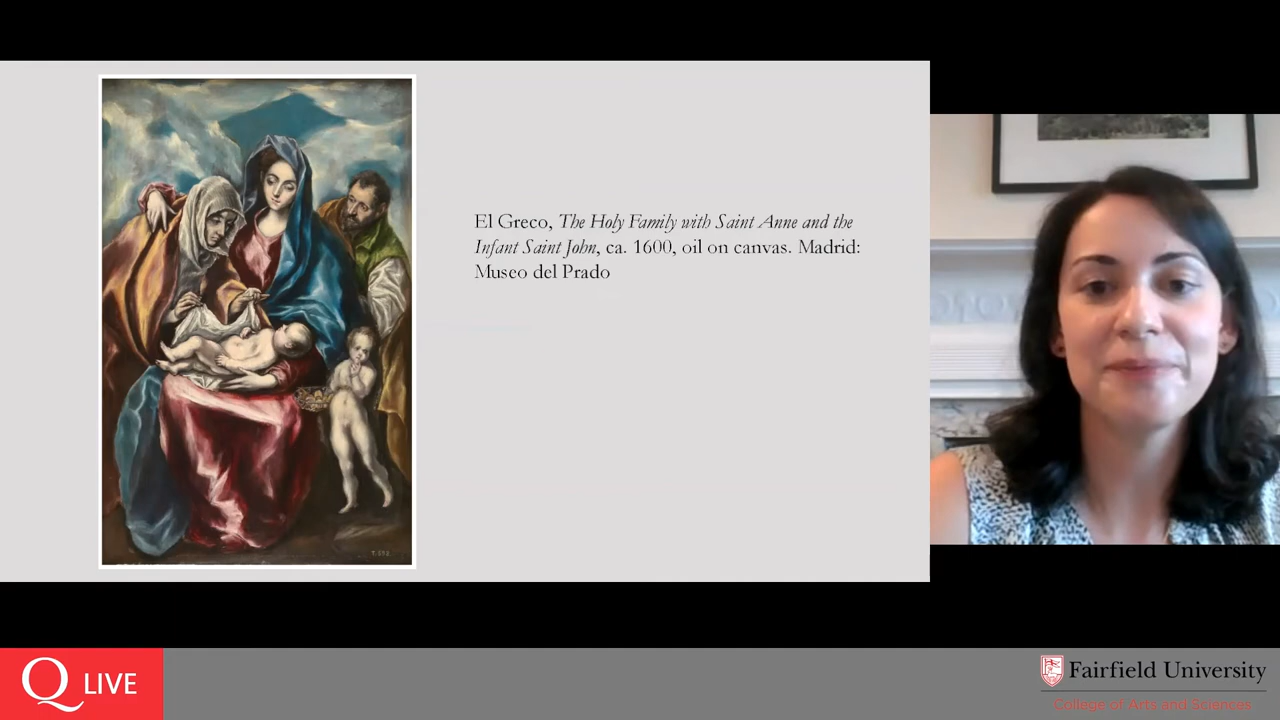 El Greco, The Holy Family with Saint Anne and the
Infant Saint John, ca. 1600, oil on canvas. Madrid:
Museo del Prado
Q LIVE
Fairfield University
College of Arts and Sciences